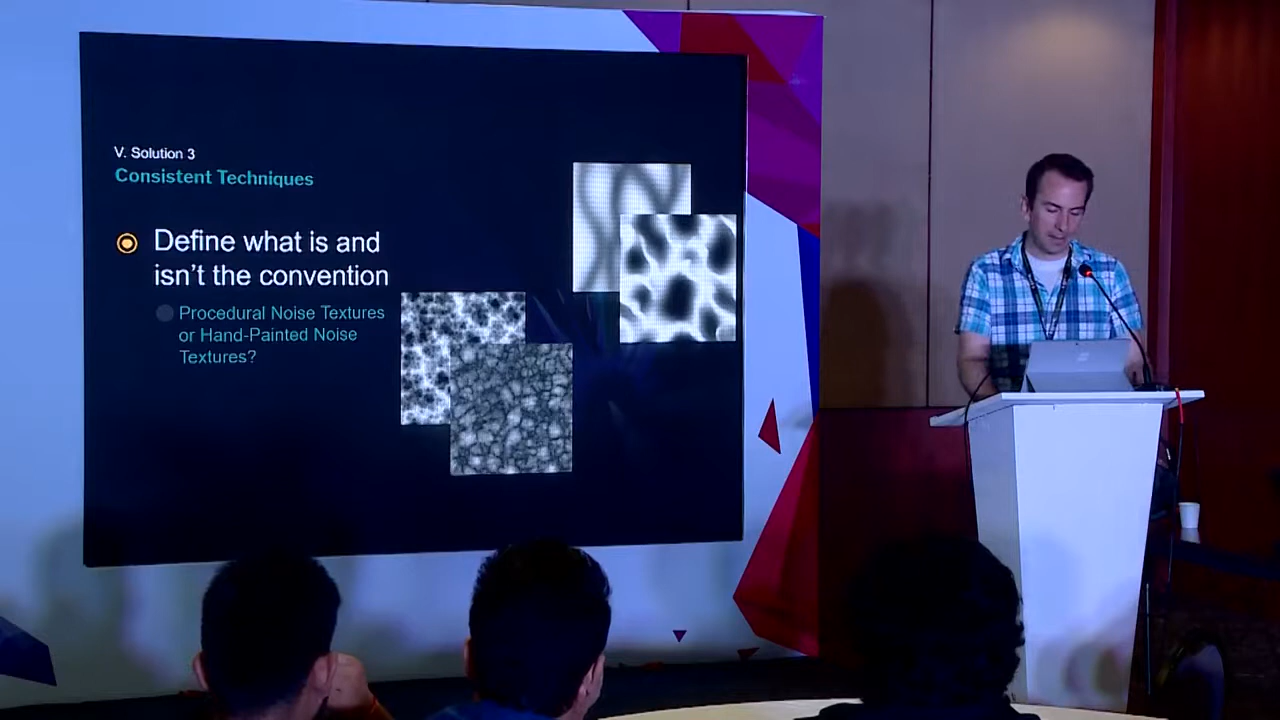 V. Solution 3
Consistent Techniques
Define what is and
isn't the convention
Procedural Noise Textures
or Hand-Painted Noise
Textures?